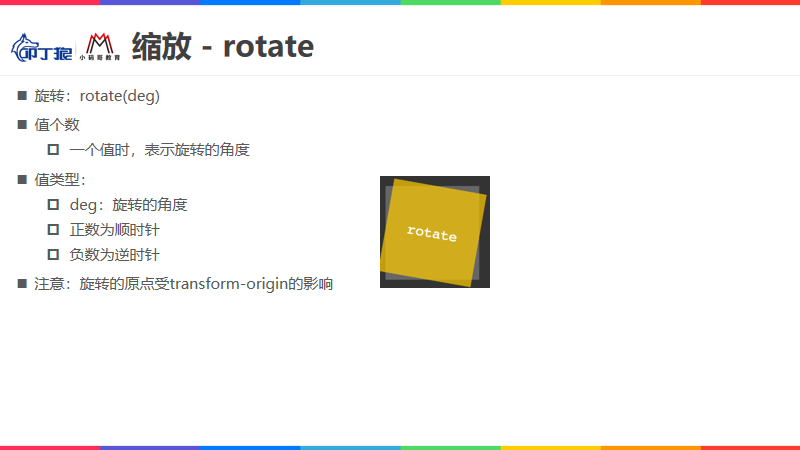 叩丁狼
小码哥教育
缩放 - rotate
旋转：rotate(deg)
值个数
一个值时，表示旋转的角度
值类型：
deg：旋转的角度
正数为顺时针
负数为逆时针
rotate
注意：旋转的原点受transform-origin的影响